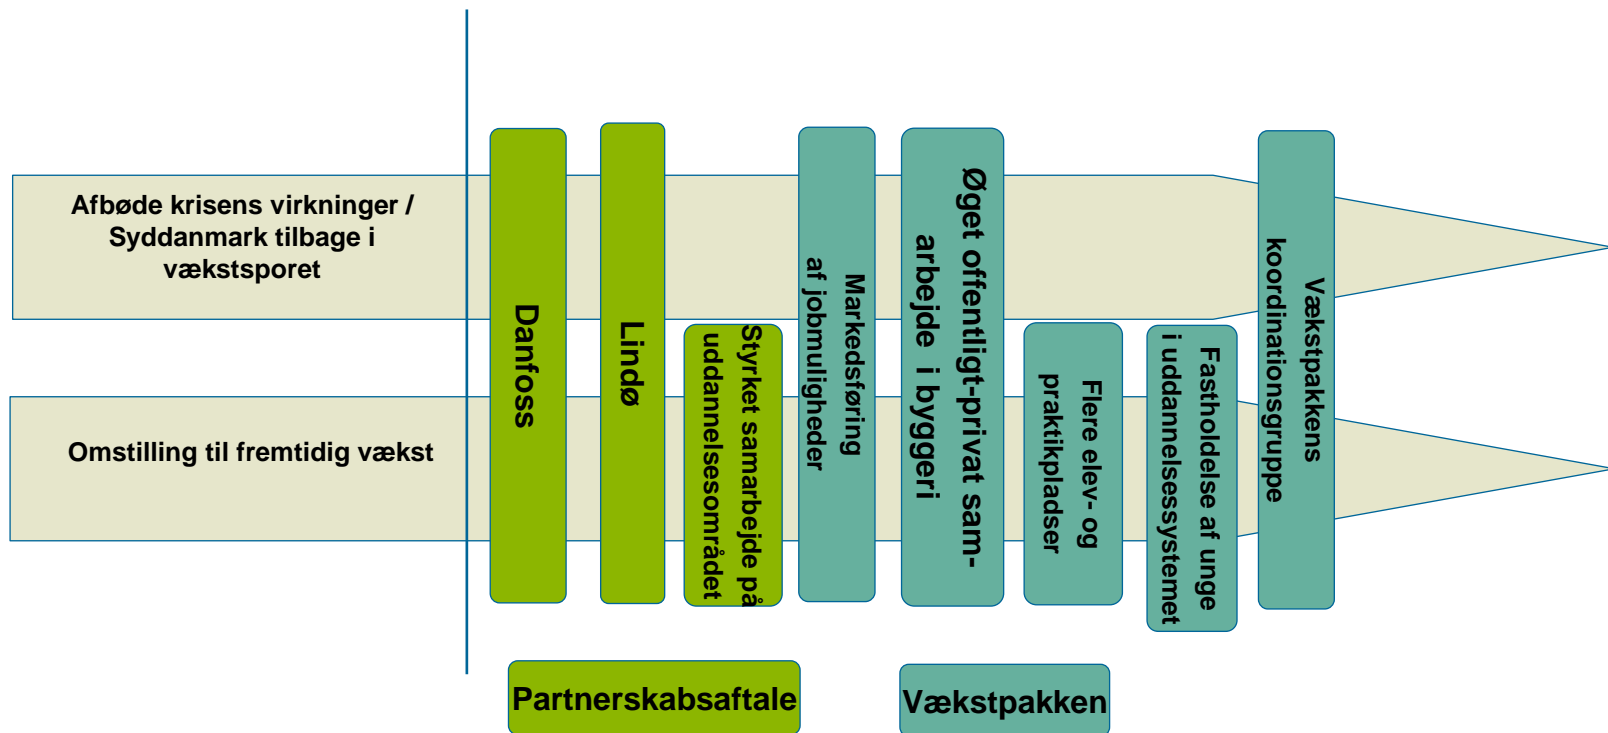 Afbøde krisens virkninger /
Syddanmark tilbage i
vækstsporet
Omstilling til fremtidig vækst
Danfoss
Lindø
Styrket samarbejde på
uddannelsesområdet
Markedsføring
af jobmuligheder
Øget offentligt-privat sam-
arbejde i byggeri
Flere elev- og
praktikpladser
Fastholdelse af unge
i uddannelsessystemet
Vækstpakkens
koordinationsgruppe
Partnerskabsaftale
Vækstpakken